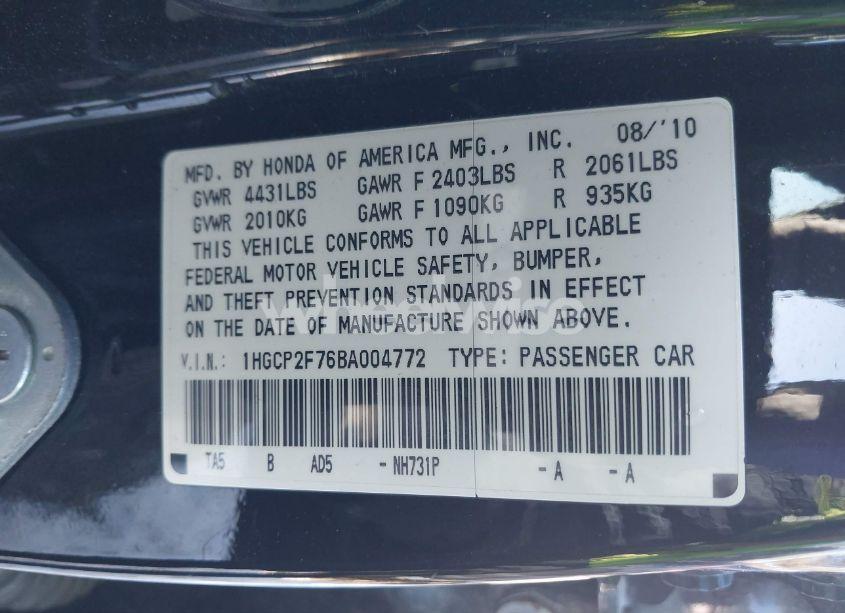 MFD. BY HONDA OF AMERICA MFG., INC. 08/'10
GVWR 4431LBS GAWR F 2403LBS R 2061LBS
GVWR 2010KG GAWR F 1090KG R 935KG
THIS VEHICLE CONFORMS TO ALL APPLICABLE
FEDERAL MOTOR VEHICLE SAFETY, BUMPER,
AND THEFT PREVENTION STANDARDS IN EFFECT
ON THE DATE OF MANUFACTURE SHOWN ABOVE.
V.I.N.: 1HGCP2F76BA004772 TYPE: PASSENGER CAR
TA5 B AD5 - NH731P - A - A